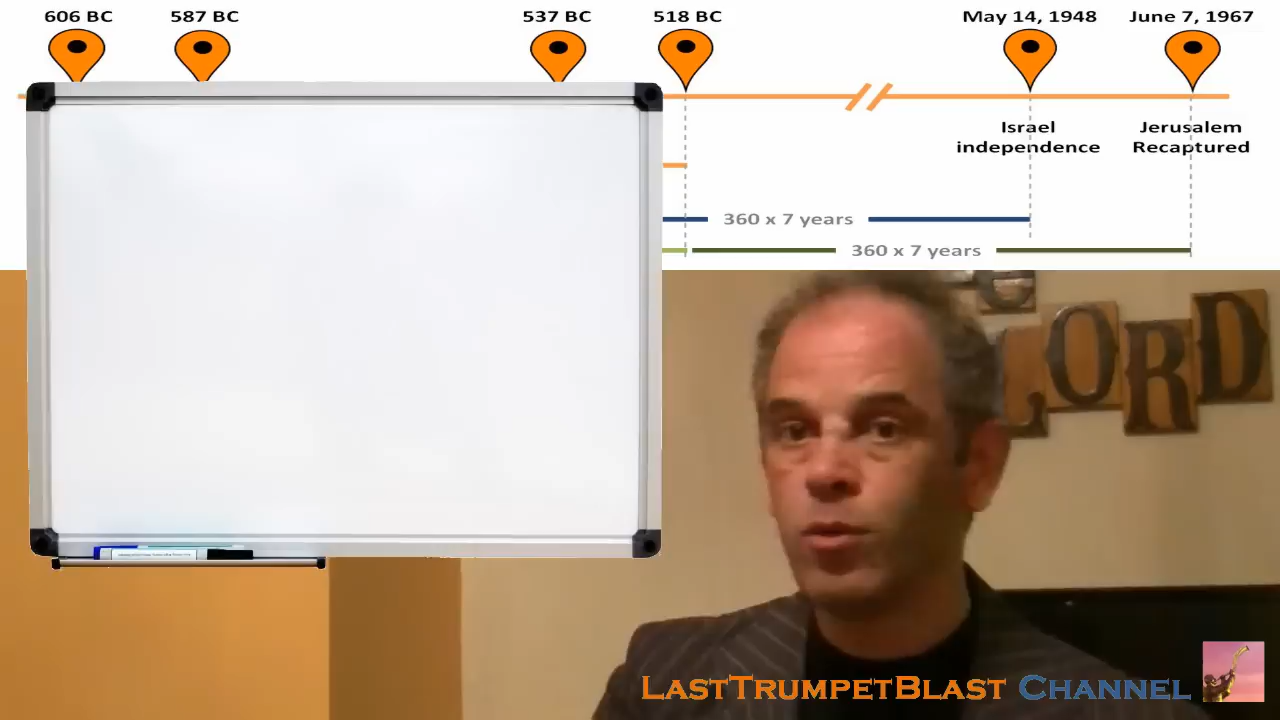 606 BC 587 BC 537 BC 518 BC May 14, 1948 June 7, 1967
Israel independence
Jerusalem Recaptured
360 x 7 years
360 x 7 years
LORD
LASTTRUMPETBLAST CHANNEL